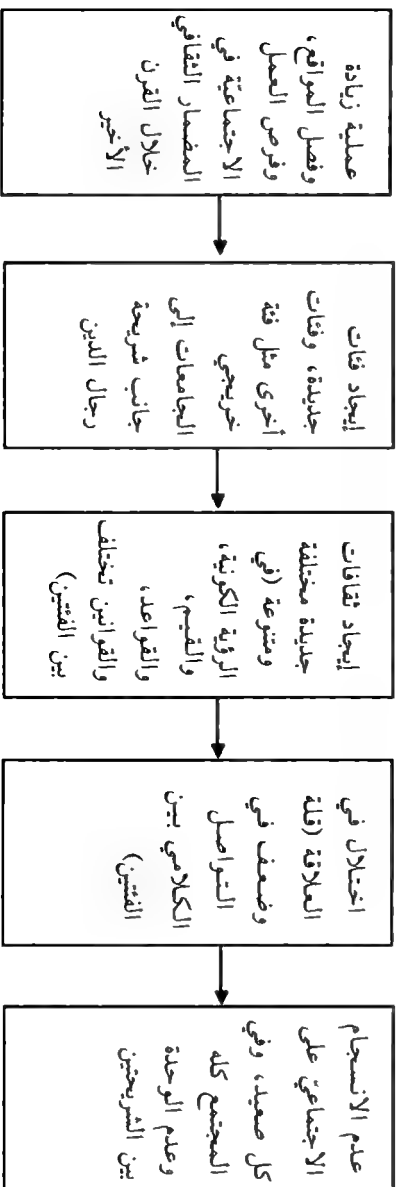 عملية زيادة
وفصل المواقع،
وفرص العمل
الاجتماعيّة في
المضمار الثقافي
خلال القرن
الأخير
إيجاد فئات
جديدة، وفئات
أخرى مثل فئة
خريجي
الجامعات إلى
جانب شريحة
رجال الدين
إيجاد ثقافات
جديدة مختلفة
ومتنوعة (في
الرؤية الكونية،
والقيم،
والقواعد،
والقوانين تختلف
بين الفئتين)
اختلال في
العلاقة (قلة
وضعف في
التواصل
الكلامي بين
الفئتين)
عدم الانسجام
الاجتماعيّ على
كل صعيد، وفي
المجتمع كله
وعدم الوحدة
بين الشريحتين